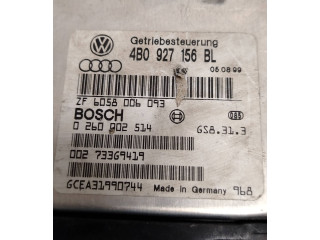 Getriebesteuerung
4B0 927 156 BL
05 08 99
ZF 6058 006 093
BOSCH
0 260 002 514
GS8.31.3
002 73369419
GCEA31990744 Made in Germany 968